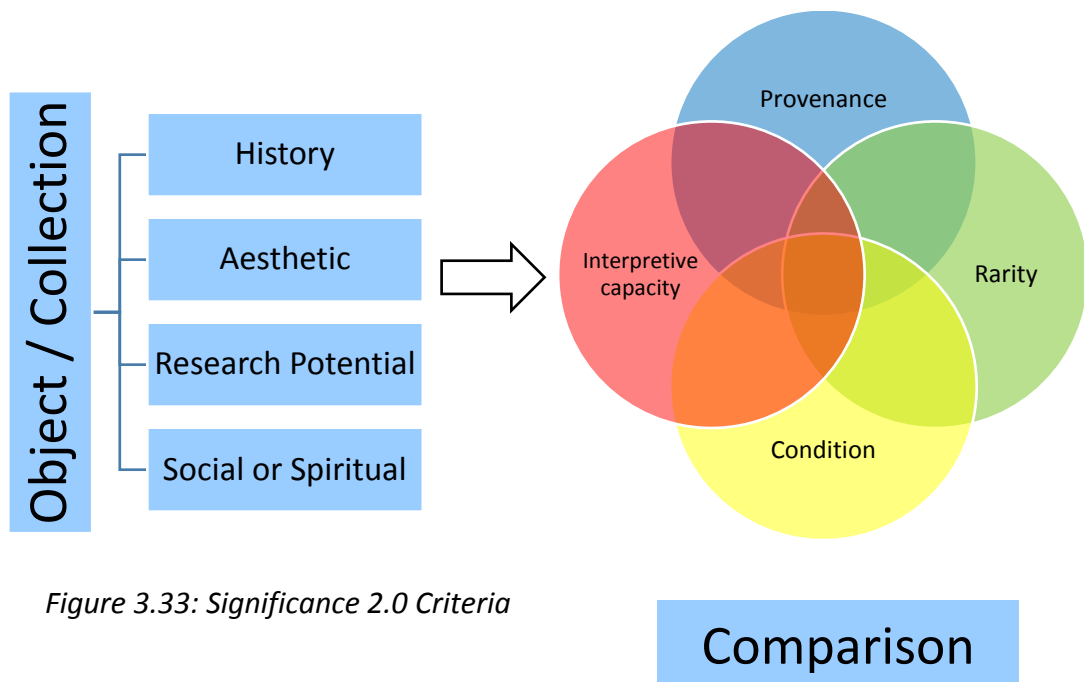 Object / Collection
History
Aesthetic
Research Potential
Social or Spiritual
Provenance
Interpretive
capacity
Rarity
Condition
Figure 3.33: Significance 2.0 Criteria
Comparison